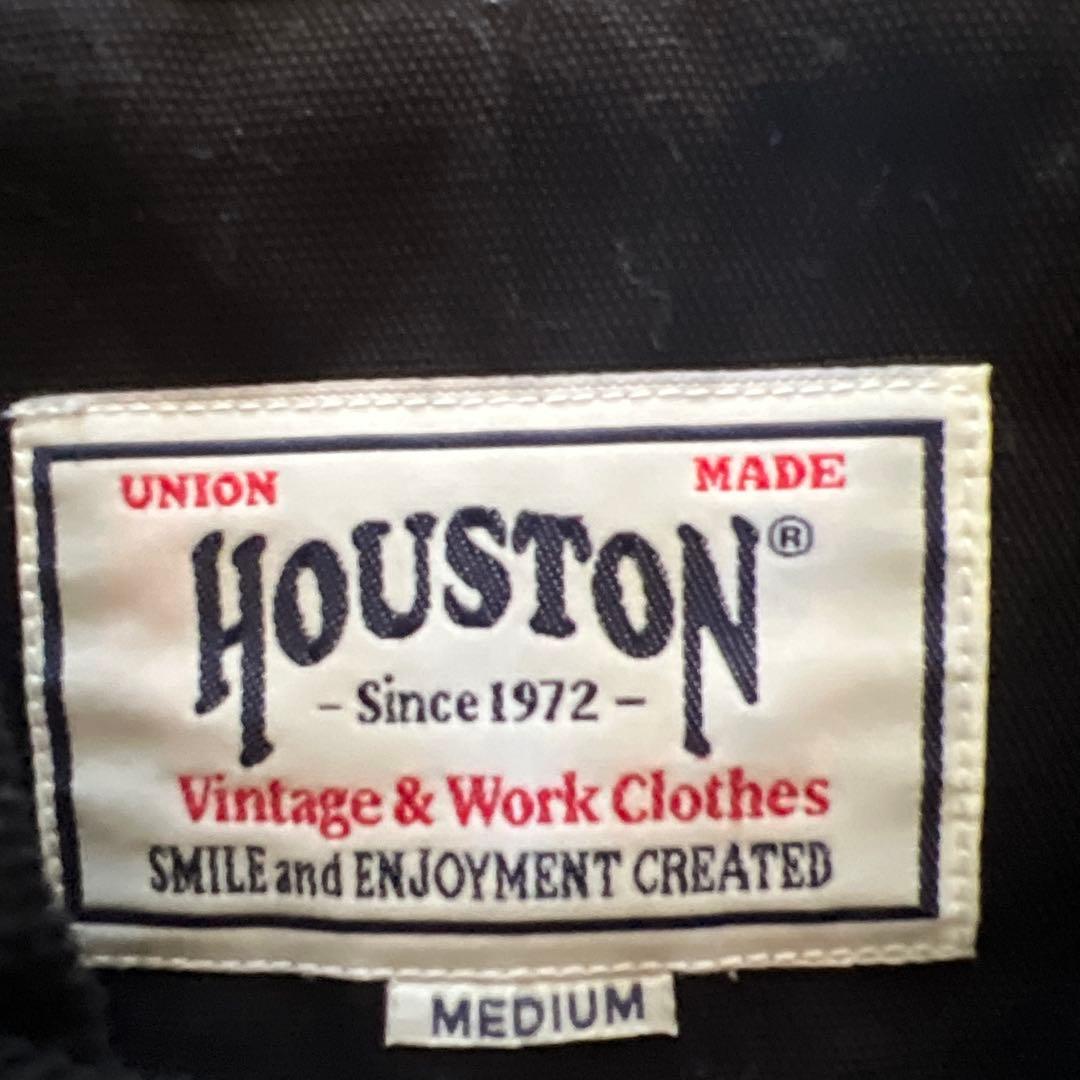 UNION MADE
HOUSTON®
- Since 1972 -
Vintage & Work Clothes
SMILE and ENJOYMENT CREATED
MEDIUM